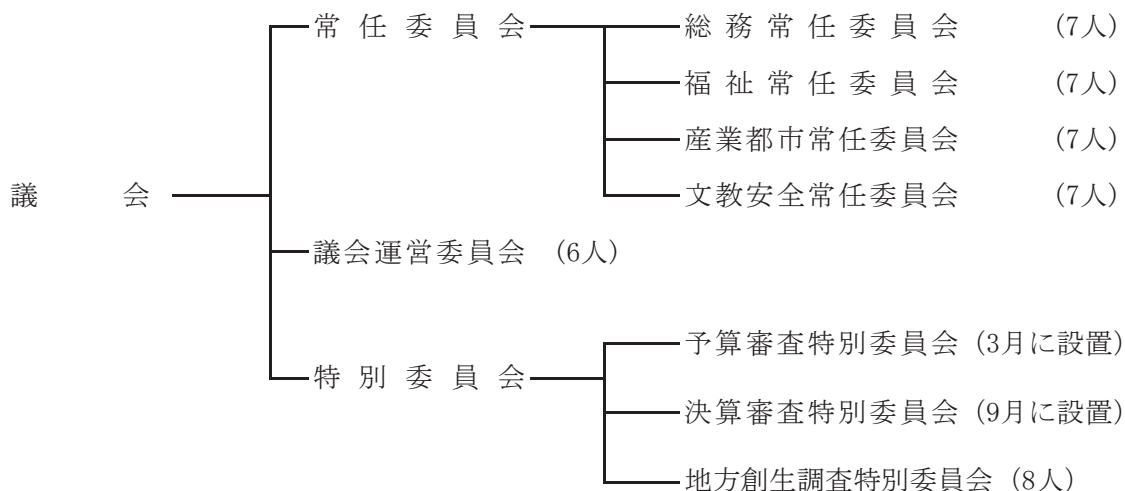 常任委員会 総務常任委員会 (7人)
福祉常任委員会 (7人)
産業都市常任委員会 (7人)
議会 文教安全常任委員会 (7人)
議会運営委員会 (6人)
予算審査特別委員会 (3月に設置)
特別委員会
決算審査特別委員会 (9月に設置)
地方創生調査特別委員会 (8人)